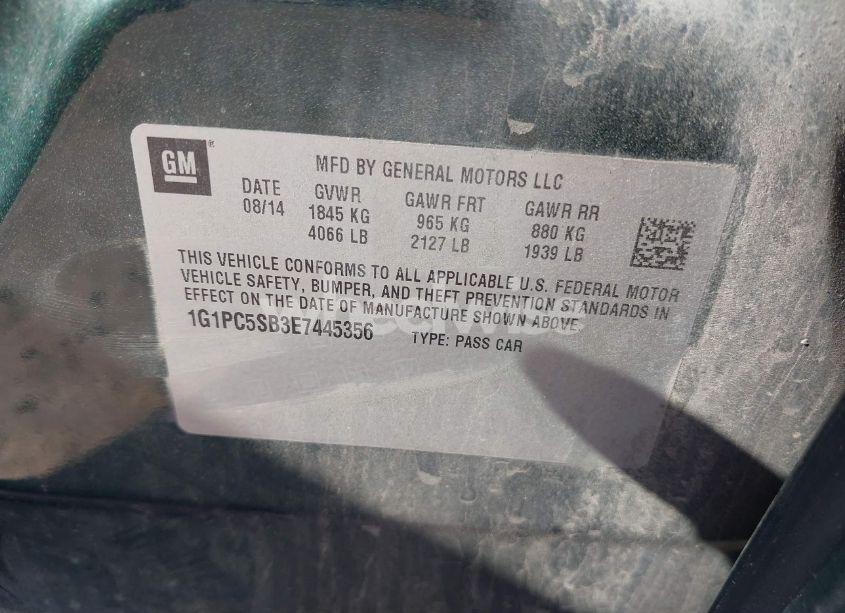 GM ®
MFD BY GENERAL MOTORS LLC
DATE GVWR GAWR FRT GAWR RR
08/14 1845 KG 965 KG 880 KG
4066 LB 2127 LB 1939 LB
THIS VEHICLE CONFORMS TO ALL APPLICABLE U.S. FEDERAL MOTOR
VEHICLE SAFETY, BUMPER, AND THEFT PREVENTION STANDARDS IN
EFFECT ON THE DATE OF MANUFACTURE SHOWN ABOVE.
1G1PC5SB3E7445356 TYPE: PASS CAR